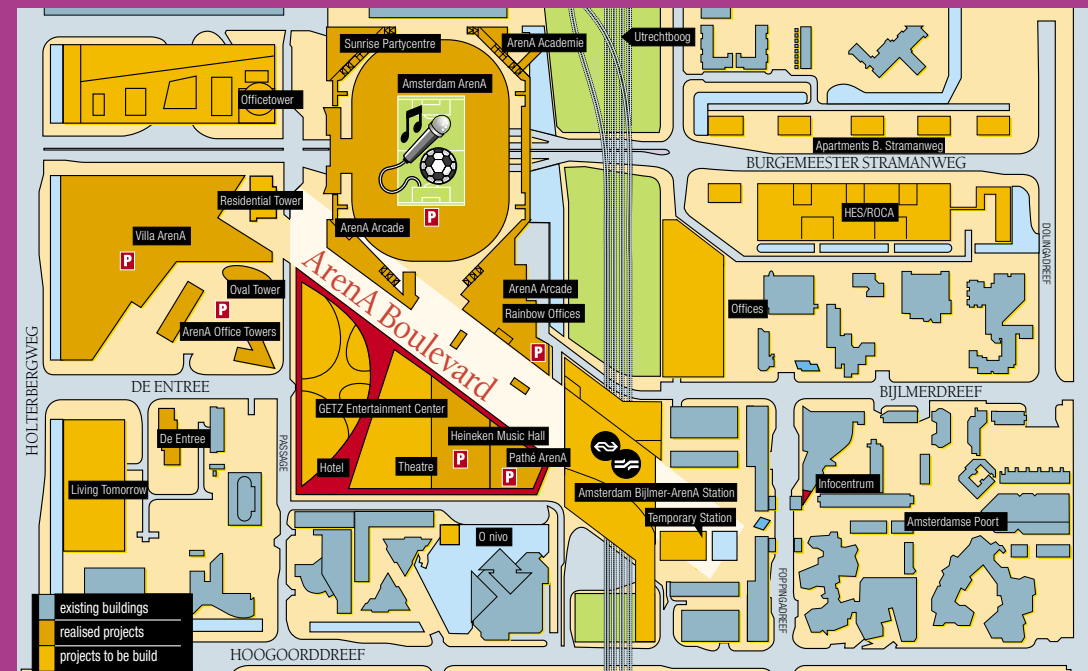 Sunrise Partycentre
ArenA Academie
Utrechtboog
Amsterdam ArenA
Officetower
Apartments B. Stramanweg
BURGEMEESTER STRAMANWEG
Residential Tower
HES/ROCA
P
ArenA Arcade
Villa ArenA
P
DOLINGADREEF
ArenA Boulevard
Oval Tower
ArenA Arcade
Rainbow Offices
Offices
P
ArenA Office Towers
P
HOLTERBERGWEG
DE ENTREE
BIJLMERDREEF
GETZ Entertainment Center
De Entree
PASSAGE
Heineken Music Hall
Hotel
Theatre
P
Pathé ArenA
P
Living Tomorrow
Amsterdam Bijlmer-ArenA Station
Infocentrum
Temporary Station
Amsterdamse Poort
O nivo
FOPPINGADREEF
existing buildings
realised projects
projects to be build
HOOGOORDDREEF